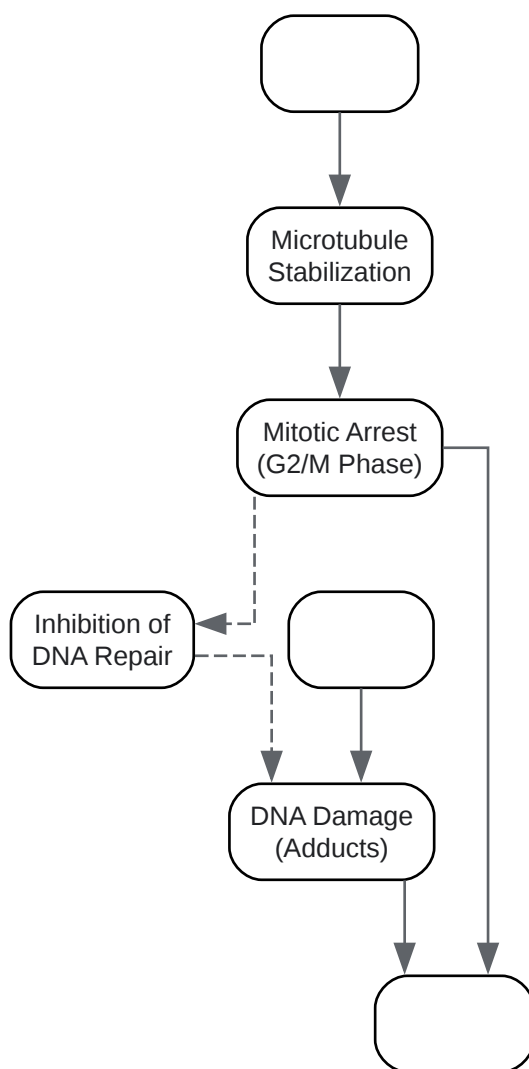 Microtubule
Stabilization
Mitotic Arrest
(G2/M Phase)
Inhibition of
DNA Repair
DNA Damage
(Adducts)